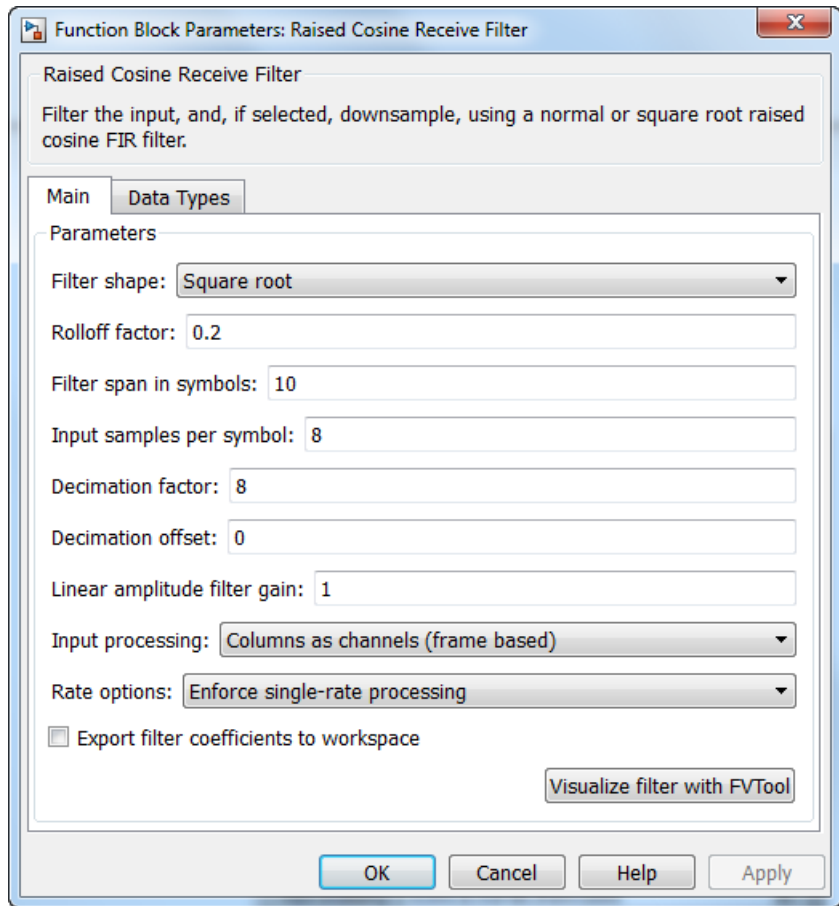 Function Block Parameters: Raised Cosine Receive Filter
Raised Cosine Receive Filter
Filter the input, and, if selected, downsample, using a normal or square root raised
cosine FIR filter.
Main Data Types
Parameters
Filter shape: Square root
Rolloff factor: 0.2
Filter span in symbols: 10
Input samples per symbol: 8
Decimation factor: 8
Decimation offset: 0
Linear amplitude filter gain: 1
Input processing: Columns as channels (frame based)
Rate options: Enforce single-rate processing
Export filter coefficients to workspace
Visualize filter with FVTool
OK Cancel Help Apply